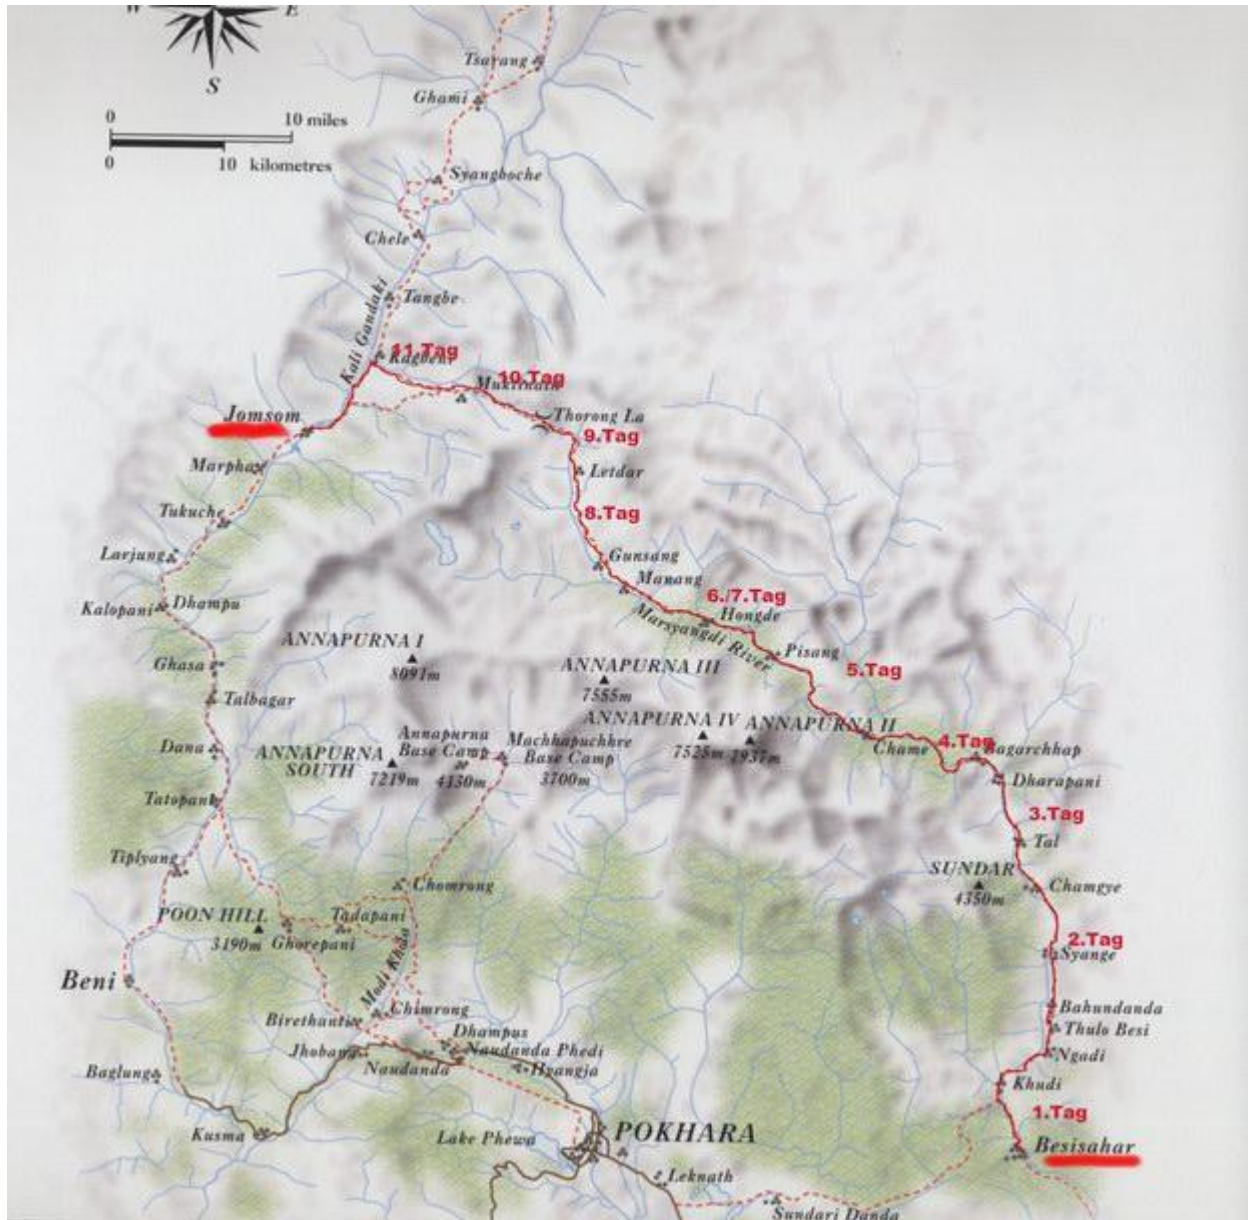 W E
S
Tsarang
Ghami
0 10 miles
0 10 kilometres
Syangboche
Chele
Tangbe
Kali Gandaki
11.Tag
Kagbeni
10.Tag
Muktinath
Jomsom
Thorong La
9.Tag
Marpha
Letdar
Tukuche
8.Tag
Larjung
Gunsang
Manang
6./7.Tag
Kalopani
Dhampu
Hongde
Marsyangdi River
ANNAPURNA I
8091m
Pisang
Ghasa
ANNAPURNA III
7555m
5.Tag
Talbagar
ANNAPURNA IV
7525m
ANNAPURNA II
7937m
Chame
4.Tag
Bagarchhap
Dana
ANNAPURNA
SOUTH
7219m
Annapurna
Base Camp
4130m
Machhapuchhre
Base Camp
3700m
Dharapani
Tatopani
3.Tag
Tal
Tiplyang
SUNDAR
4350m
Chamgye
Chomrong
POON HILL
3190m
Tadapani
Ghorepani
2.Tag
Syange
Beni
Modi Khola
Chimrong
Bahundanda
Birethanti
Thulo Besi
Dhampus
Ngadi
Naudanda Phedi
Naudanda
Hyangja
Baglung
Khudi
1.Tag
Kusma
Lake Phewa
POKHARA
Besisahar
Leknath
Sundari Danda